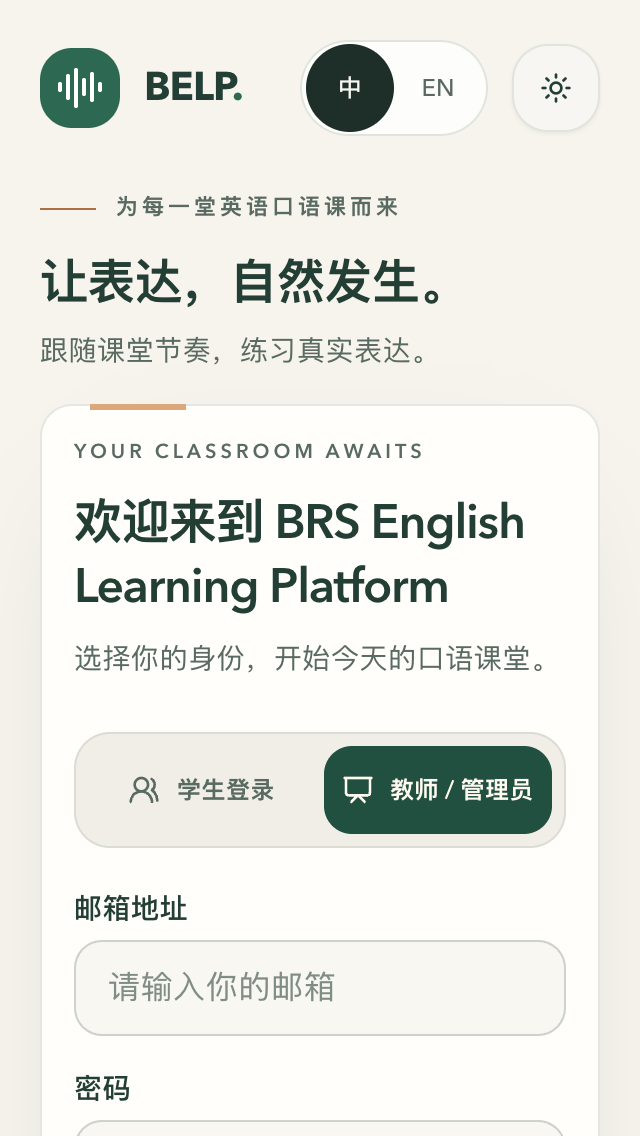 BELP.
中 EN
为每一堂英语口语课而来
让表达，自然发生。
跟随课堂节奏，练习真实表达。
YOUR CLASSROOM AWAITS
欢迎来到 BRS English
Learning Platform
选择你的身份，开始今天的口语课堂。
学生登录 教师 / 管理员
邮箱地址
请输入你的邮箱
密码